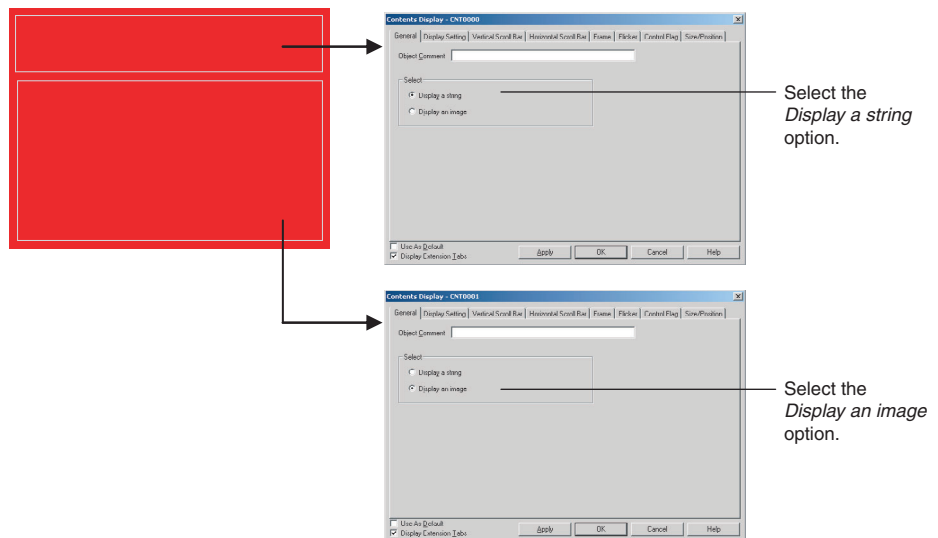 Contents Display - CNT0000
General Display Setting Vertical Scroll Bar Horizontal Scroll Bar Frame Flicker Control Flag Size/Position
Object Comment
Select
Display a string
Display an image
Use As Default
Display Extension Tabs
Apply OK Cancel Help
Select the
Display a string
option.
Contents Display - CNT0001
General Display Setting Vertical Scroll Bar Horizontal Scroll Bar Frame Flicker Control Flag Size/Position
Object Comment
Select
Display a string
Display an image
Use As Default
Display Extension Tabs
Apply OK Cancel Help
Select the
Display an image
option.